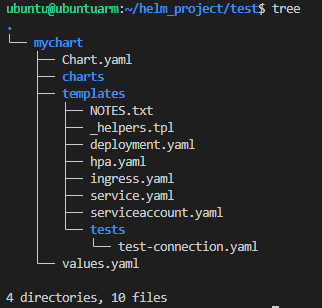 ubuntu@ubuntuarm:~/helm_project/test$ tree
.
└── mychart
    ├── Chart.yaml
    ├── charts
    ├── templates
    │   ├── NOTES.txt
    │   ├── _helpers.tpl
    │   ├── deployment.yaml
    │   ├── hpa.yaml
    │   ├── ingress.yaml
    │   ├── service.yaml
    │   ├── serviceaccount.yaml
    │   └── tests
    │       └── test-connection.yaml
    └── values.yaml

4 directories, 10 files